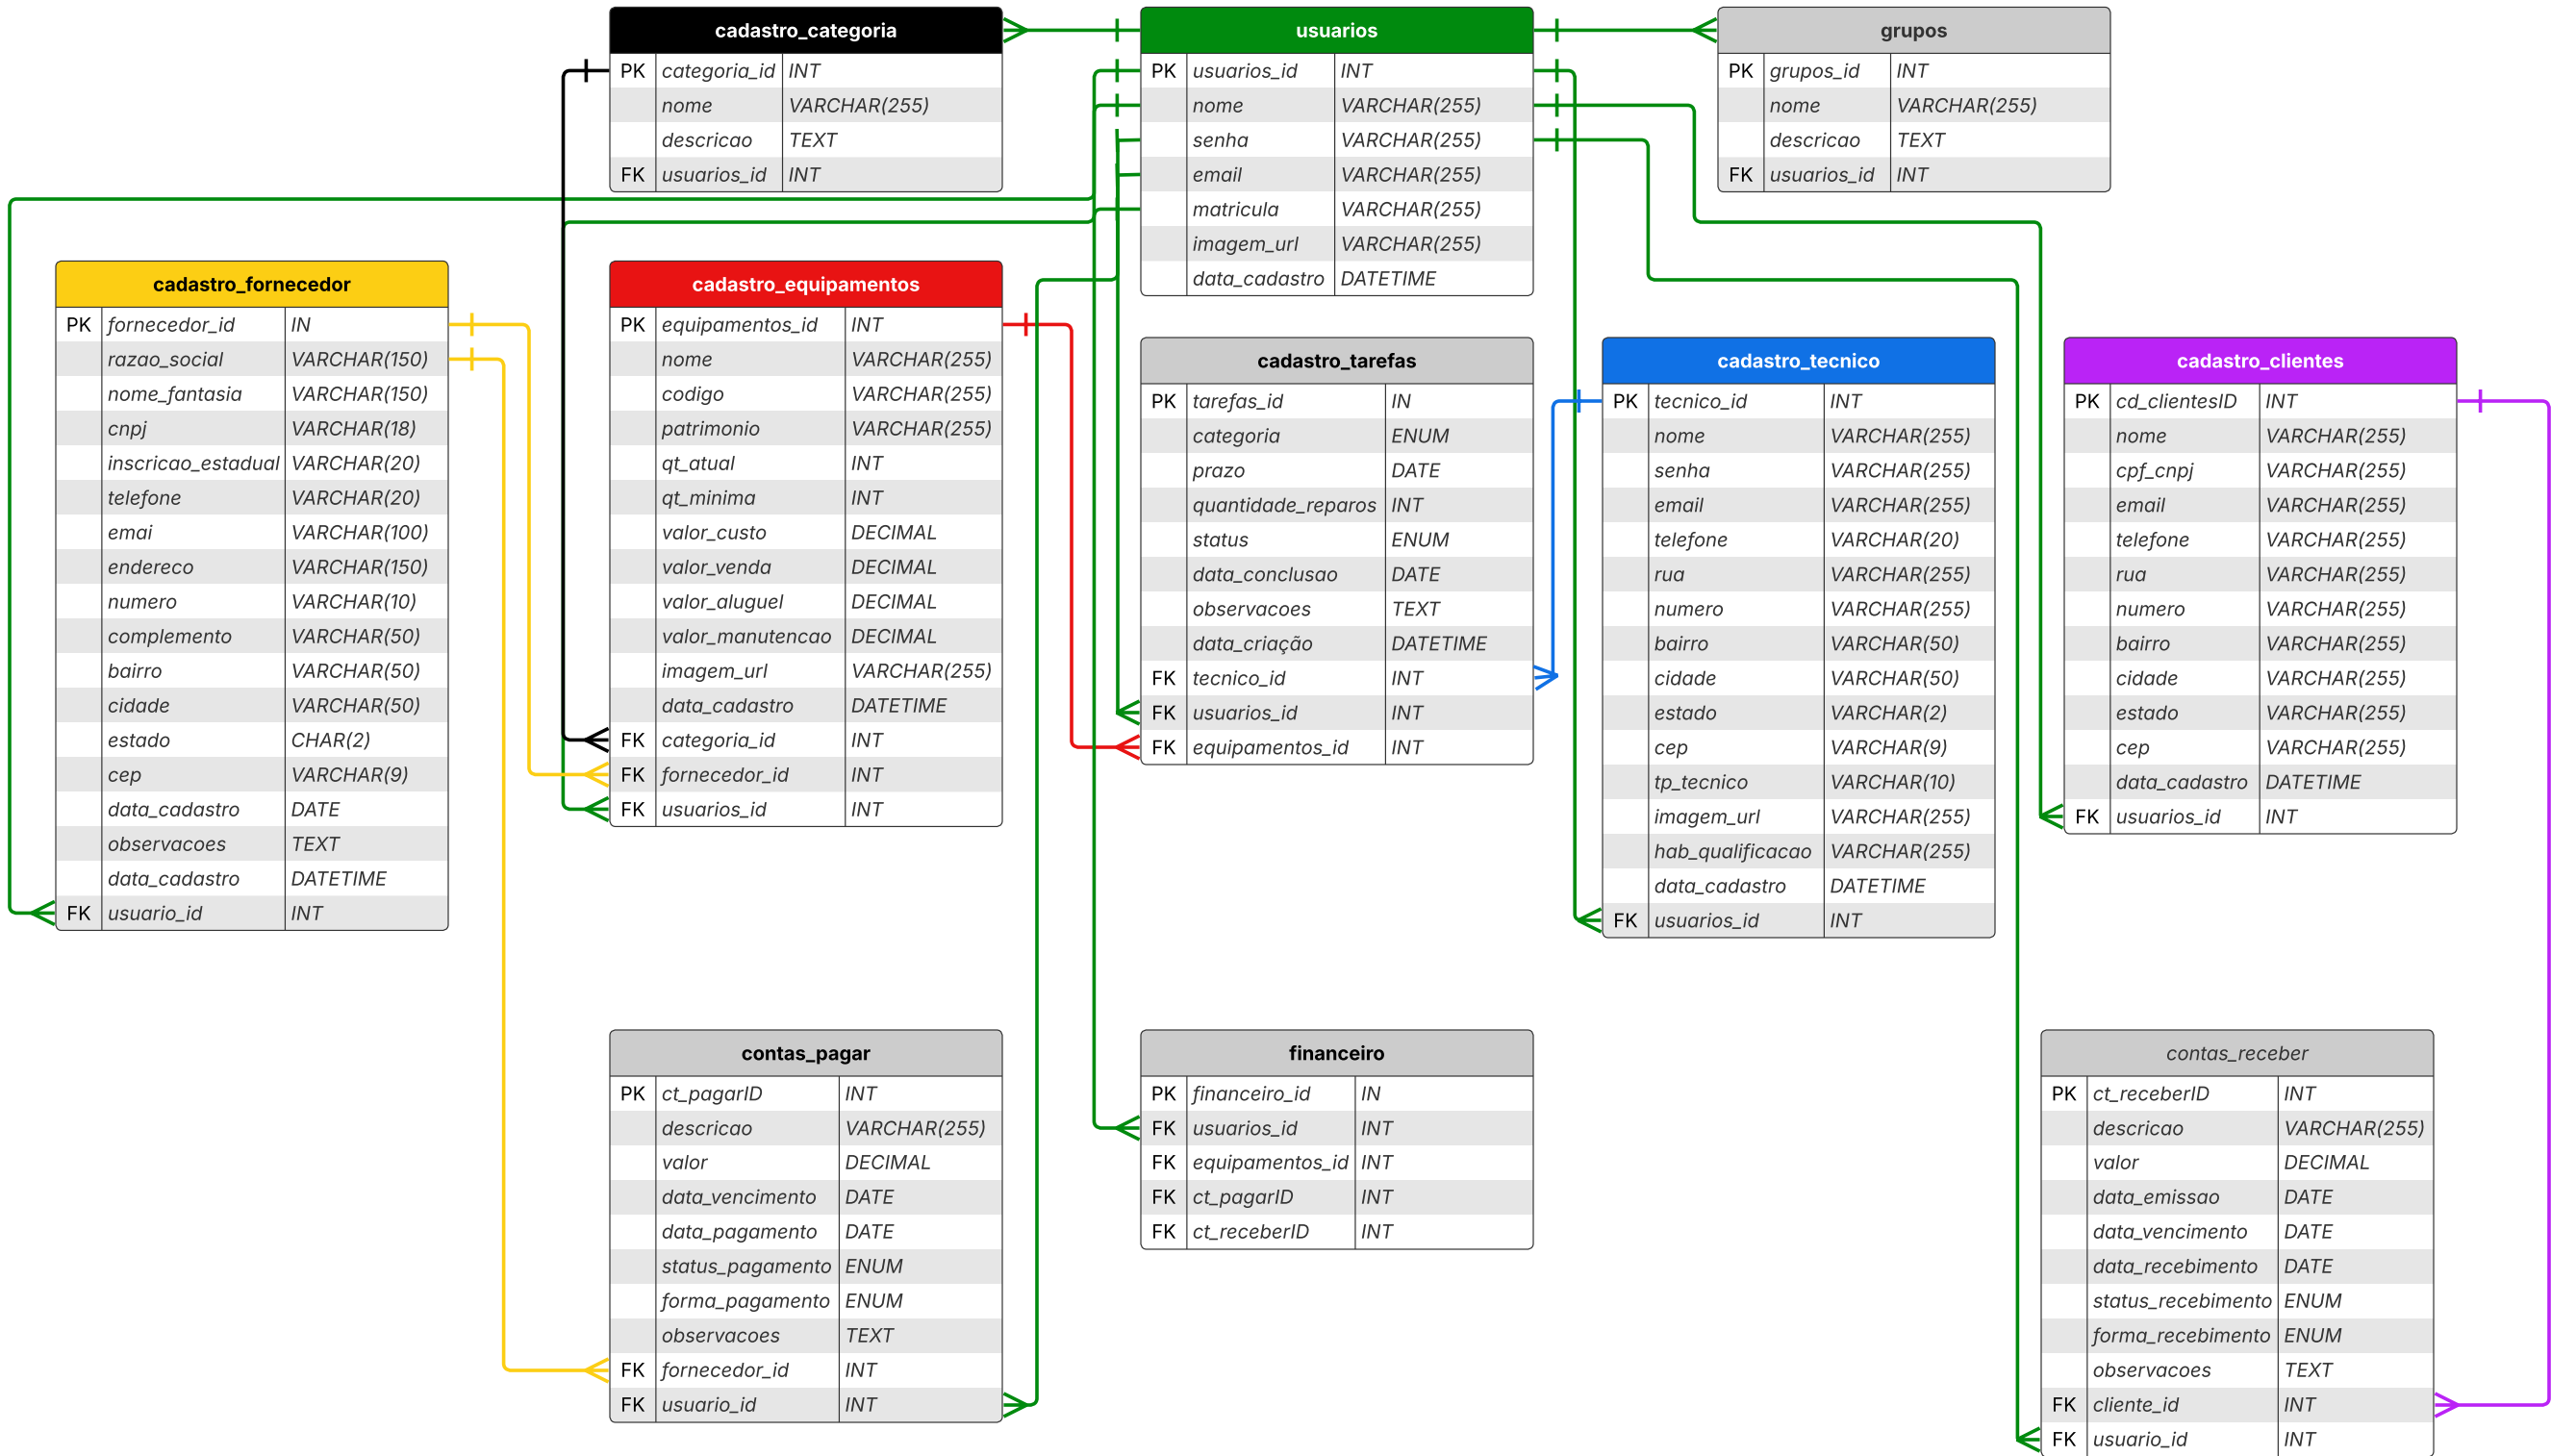 cadastro_categoria
PK categoria_id INT
nome VARCHAR(255)
descricao TEXT
FK usuarios_id INT
usuarios
PK usuarios_id INT
nome VARCHAR(255)
senha VARCHAR(255)
email VARCHAR(255)
matricula VARCHAR(255)
imagem_url VARCHAR(255)
data_cadastro DATETIME
grupos
PK grupos_id INT
nome VARCHAR(255)
descricao TEXT
FK usuarios_id INT
cadastro_fornecedor
PK fornecedor_id IN
razao_social VARCHAR(150)
nome_fantasia VARCHAR(150)
cnpj VARCHAR(18)
inscricao_estadual VARCHAR(20)
telefone VARCHAR(20)
emai VARCHAR(100)
endereco VARCHAR(150)
numero VARCHAR(10)
complemento VARCHAR(50)
bairro VARCHAR(50)
cidade VARCHAR(50)
estado CHAR(2)
cep VARCHAR(9)
data_cadastro DATE
observacoes TEXT
data_cadastro DATETIME
FK usuario_id INT
cadastro_equipamentos
PK equipamentos_id INT
nome VARCHAR(255)
codigo VARCHAR(255)
patrimonio VARCHAR(255)
qt_atual INT
qt_minima INT
valor_custo DECIMAL
valor_venda DECIMAL
valor_aluguel DECIMAL
valor_manutencao DECIMAL
imagem_url VARCHAR(255)
data_cadastro DATETIME
FK categoria_id INT
FK fornecedor_id INT
FK usuarios_id INT
cadastro_tarefas
PK tarefas_id IN
categoria ENUM
prazo DATE
quantidade_reparos INT
status ENUM
data_conclusao DATE
observacoes TEXT
data_criação DATETIME
FK tecnico_id INT
FK usuarios_id INT
FK equipamentos_id INT
cadastro_tecnico
PK tecnico_id INT
nome VARCHAR(255)
senha VARCHAR(255)
email VARCHAR(255)
telefone VARCHAR(20)
rua VARCHAR(255)
numero VARCHAR(255)
bairro VARCHAR(50)
cidade VARCHAR(50)
estado VARCHAR(2)
cep VARCHAR(9)
tp_tecnico VARCHAR(10)
imagem_url VARCHAR(255)
hab_qualificacao VARCHAR(255)
data_cadastro DATETIME
FK usuarios_id INT
cadastro_clientes
PK cd_clientesID INT
nome VARCHAR(255)
cpf_cnpj VARCHAR(255)
email VARCHAR(255)
telefone VARCHAR(255)
rua VARCHAR(255)
numero VARCHAR(255)
bairro VARCHAR(255)
cidade VARCHAR(255)
estado VARCHAR(255)
cep VARCHAR(255)
data_cadastro DATETIME
FK usuarios_id INT
contas_pagar
PK ct_pagarID INT
descricao VARCHAR(255)
valor DECIMAL
data_vencimento DATE
data_pagamento DATE
status_pagamento ENUM
forma_pagamento ENUM
observacoes TEXT
FK fornecedor_id INT
FK usuario_id INT
financeiro
PK financeiro_id IN
FK usuarios_id INT
FK equipamentos_id INT
FK ct_pagarID INT
FK ct_receberID INT
contas_receber
PK ct_receberID INT
descricao VARCHAR(255)
valor DECIMAL
data_emissao DATE
data_vencimento DATE
data_recebimento DATE
status_recebimento ENUM
forma_recebimento ENUM
observacoes TEXT
FK cliente_id INT
FK usuario_id INT